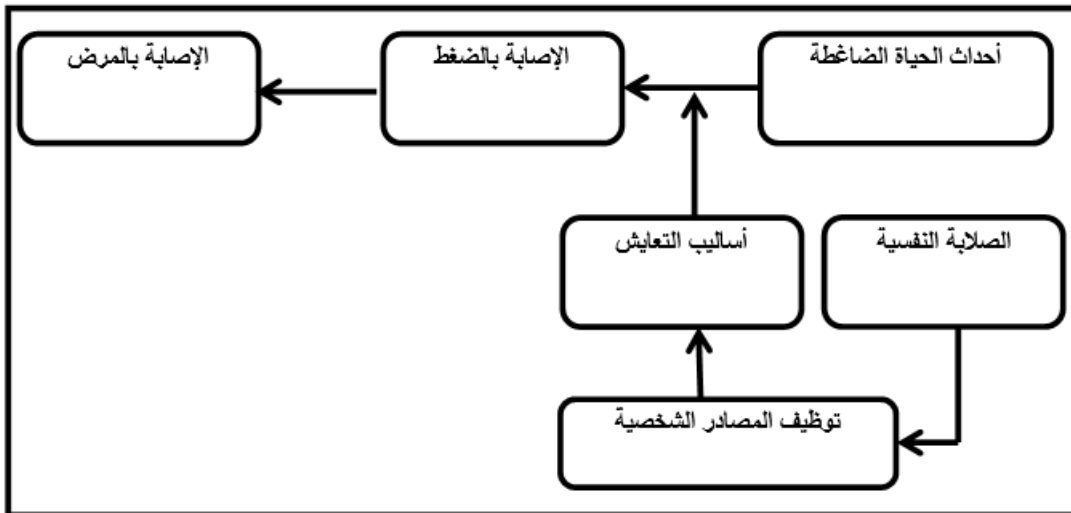 أحداث الحياة الضاغطة
الإصابة بالضغط
الإصابة بالمرض
الصلابة النفسية
أساليب التعايش
توظيف المصادر الشخصية